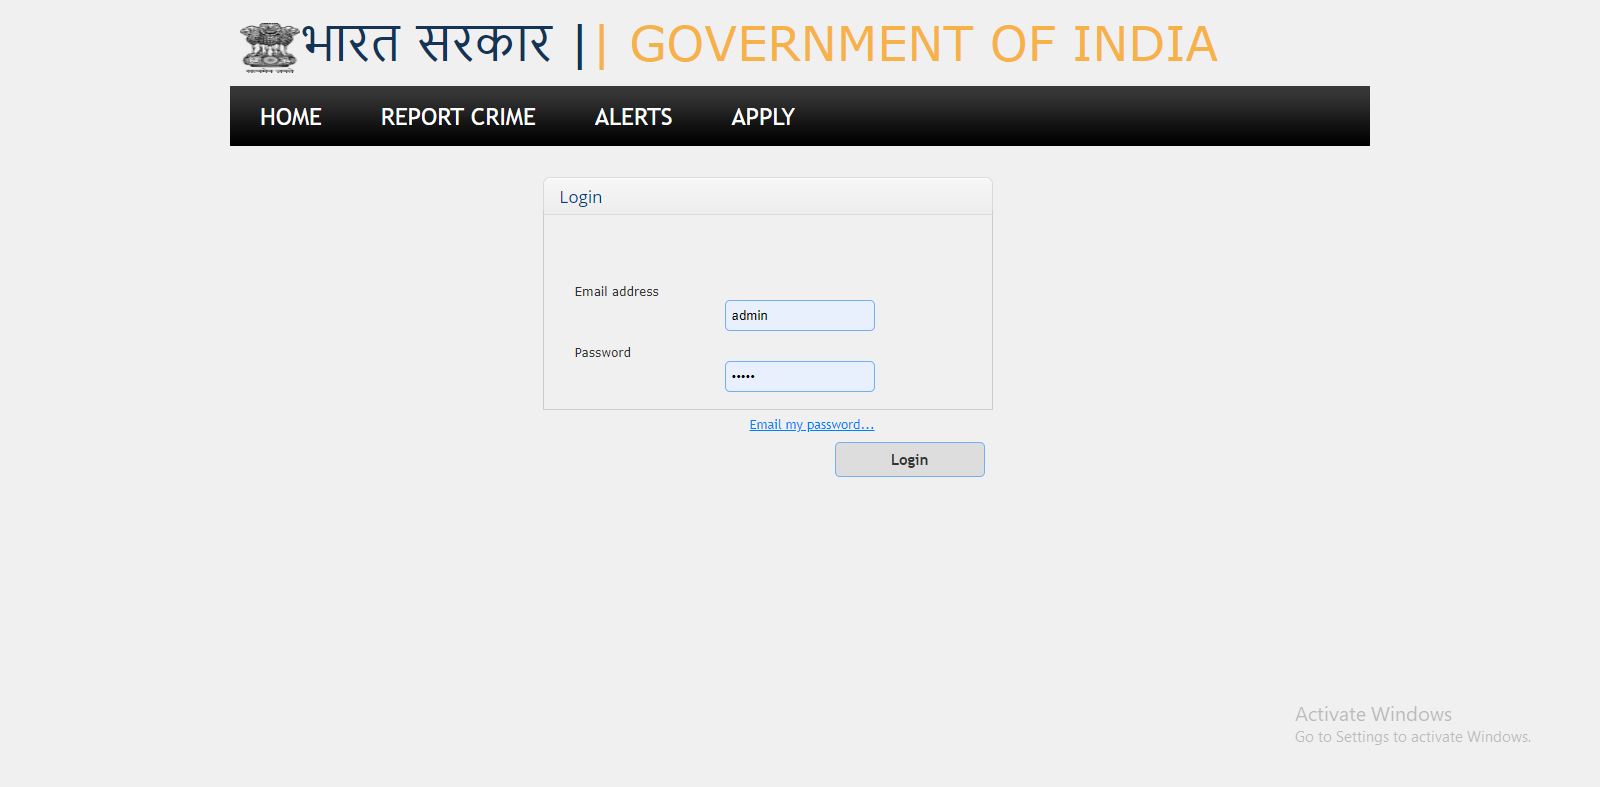 भारत सरकार || GOVERNMENT OF INDIA
HOME REPORT CRIME ALERTS APPLY
Login
Email address
admin
Password
•••••
Email my password...
Login
Activate Windows
Go to Settings to activate Windows.